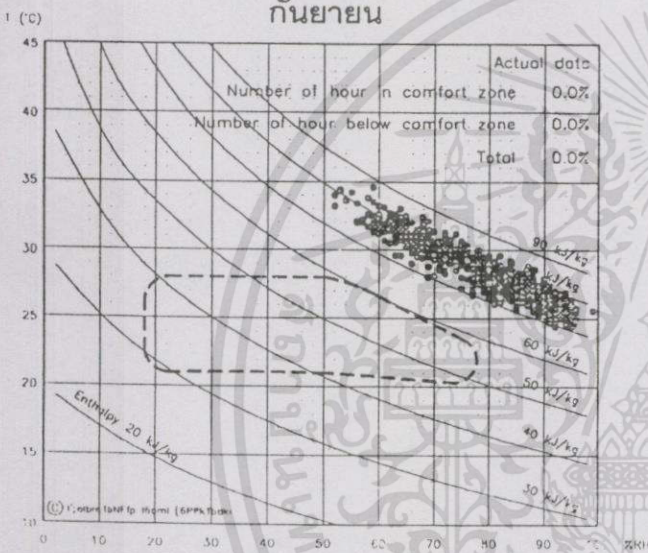 กันยายน
t (°C)
45
Actual date
Number of hour in comfort zone 0.0%
40
Number of hour below comfort zone 0.0%
Total 0.0%
35
30
90 kJ/kg
kJ/kg
25
60 kJ/kg
50 kJ/kg
20
40 kJ/kg
Enthalpy 20 kJ/kg
15
30 kJ/kg
10
0 10 20 30 40 50 60 70 80 90 %RH